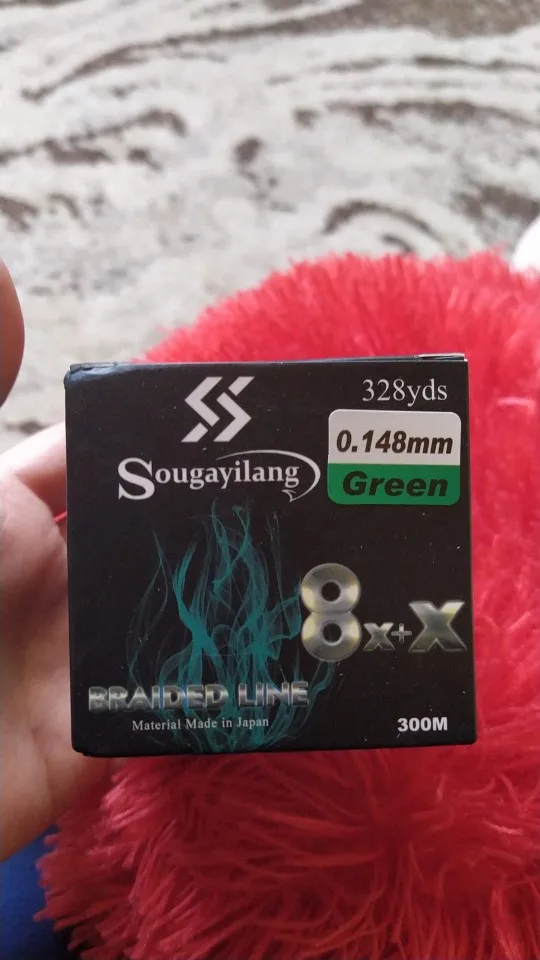 328yds
0.148mm
Green
Sougayilang
8X+X
BRAIDED LINE
Material Made in Japan
300M